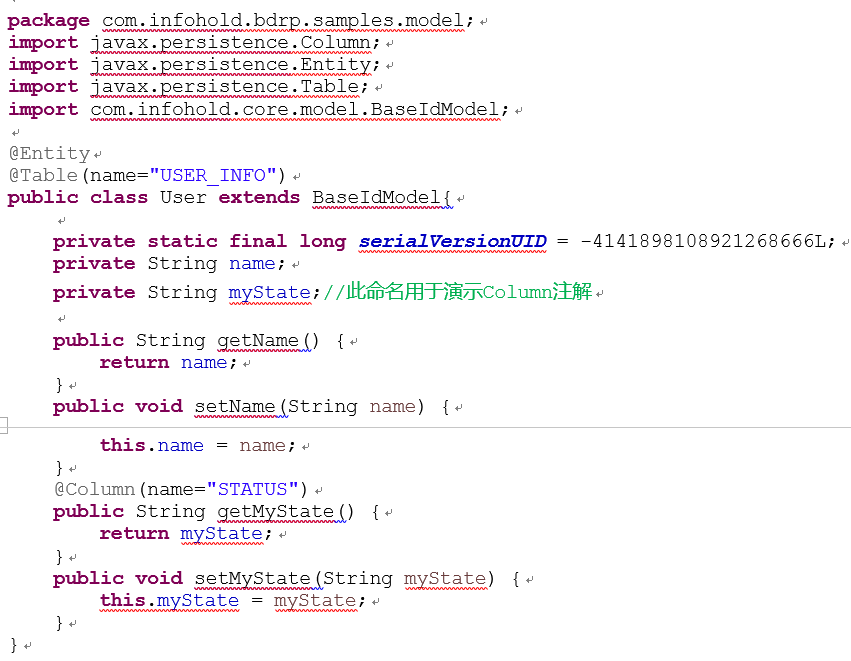 package com.infohold.bdrp.samples.model;
import javax.persistence.Column;
import javax.persistence.Entity;
import javax.persistence.Table;
import com.infohold.core.model.BaseIdModel;
@Entity
@Table(name="USER_INFO")
public class User extends BaseIdModel{
private static final long serialVersionUID = -4141898108921268666L;
private String name;
private String myState;//此命名用于演示Column注解
public String getName() {
return name;
}
public void setName(String name) {
this.name = name;
}
@Column(name="STATUS")
public String getMyState() {
return myState;
}
public void setMyState(String myState) {
this.myState = myState;
}
}